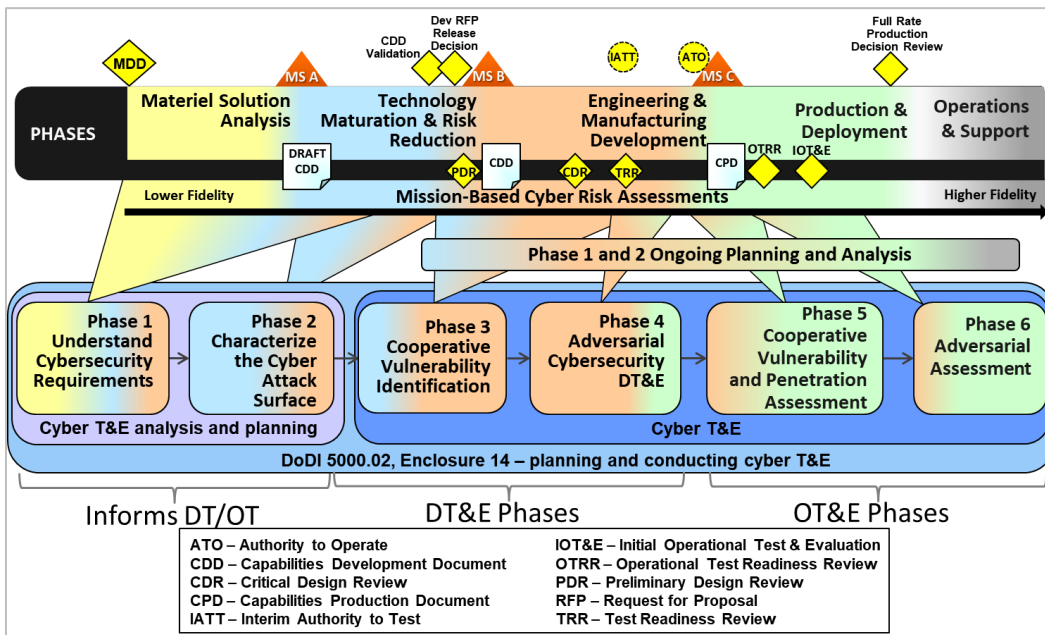 CDD
Validation
Dev RFP
Release
Decision
Full Rate
Production
Decision Review
MDD
MS A
MS B
IATT
ATO
MS C
PHASES
Materiel Solution
Analysis
Technology
Maturation & Risk
Reduction
Engineering &
Manufacturing
Development
Production &
Deployment
Operations
& Support
DRAFT
CDD
PDR
CDD
CDR
TRR
CPD
OTRR
IOT&E
Lower Fidelity
Mission-Based Cyber Risk Assessments
Higher Fidelity
Phase 1 and 2 Ongoing Planning and Analysis
Phase 1
Understand
Cybersecurity
Requirements
Phase 2
Characterize
the Cyber
Attack
Surface
Phase 3
Cooperative
Vulnerability
Identification
Phase 4
Adversarial
Cybersecurity
DT&E
Phase 5
Cooperative
Vulnerability
and Penetration
Assessment
Phase 6
Adversarial
Assessment
Cyber T&E analysis and planning
Cyber T&E
DoDI 5000.02, Enclosure 14 – planning and conducting cyber T&E
Informs DT/OT
DT&E Phases
OT&E Phases
ATO – Authority to Operate
CDD – Capabilities Development Document
CDR – Critical Design Review
CPD – Capabilities Production Document
IATT – Interim Authority to Test
IOT&E – Initial Operational Test & Evaluation
OTRR – Operational Test Readiness Review
PDR – Preliminary Design Review
RFP – Request for Proposal
TRR – Test Readiness Review